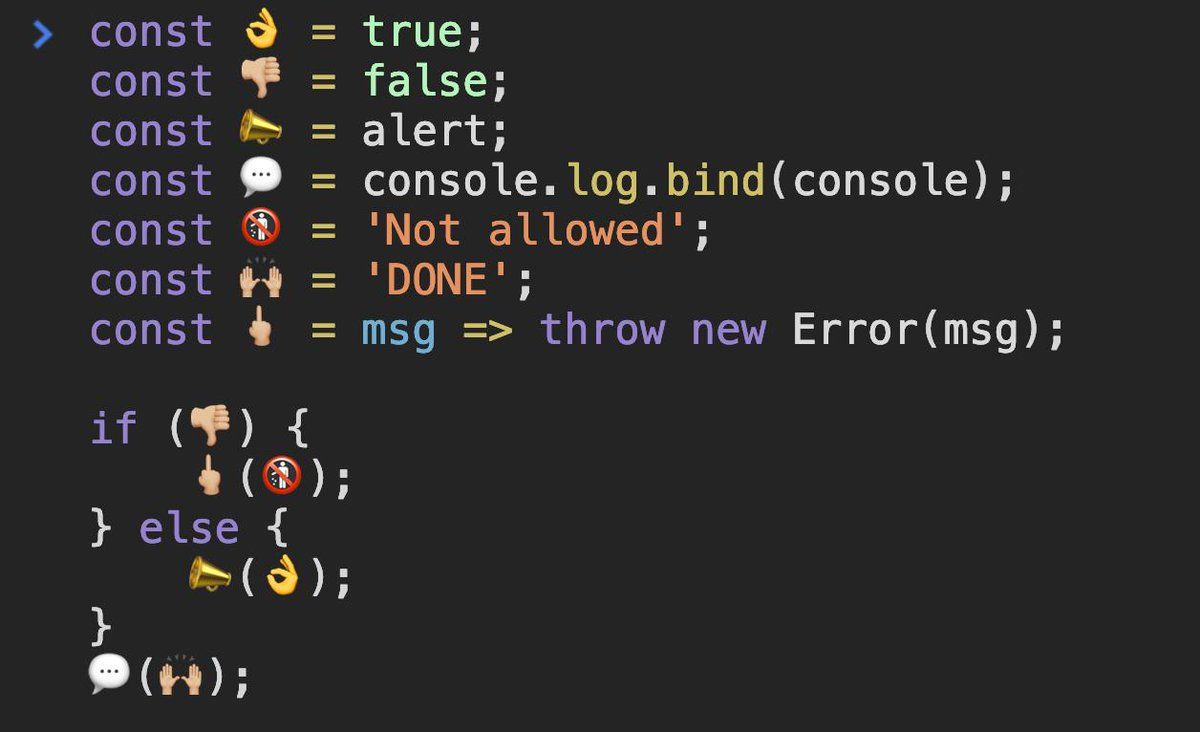 const 👌 = true;
const 👎🏼 = false;
const 📣 = alert;
const 💬 = console.log.bind(console);
const 🚯 = 'Not allowed';
const 🙌🏼 = 'DONE';
const 🖕🏼 = msg => throw new Error(msg);
if (👎🏼) {
🖕🏼(🚯);
} else {
📣(👌);
}
💬(🙌🏼);